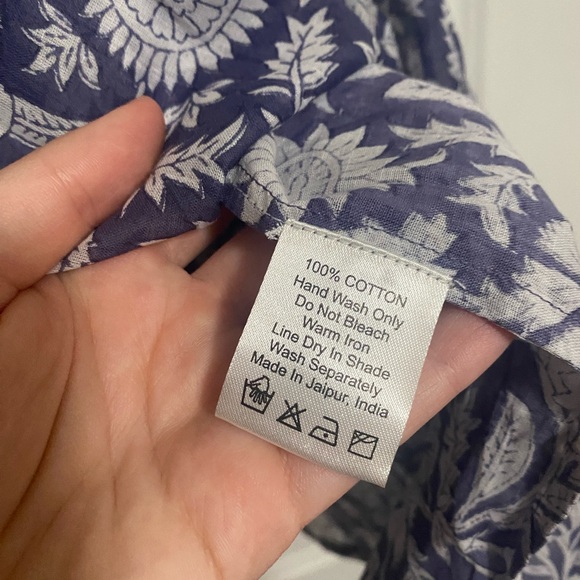 100% COTTON
Hand Wash Only
Do Not Bleach
Warm Iron
Line Dry In Shade
Wash Separately
Made In Jaipur, India